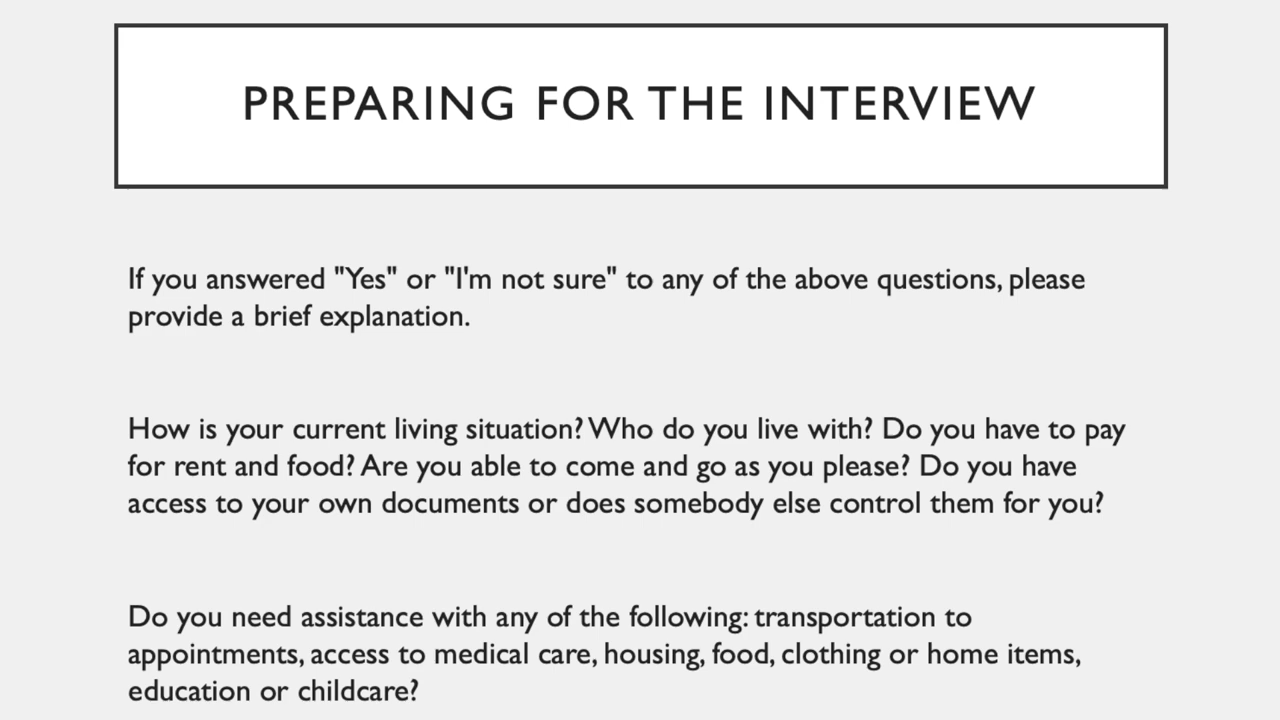 PREPARING FOR THE INTERVIEW
If you answered "Yes" or "I'm not sure" to any of the above questions, please
provide a brief explanation.
How is your current living situation? Who do you live with? Do you have to pay
for rent and food? Are you able to come and go as you please? Do you have
access to your own documents or does somebody else control them for you?
Do you need assistance with any of the following: transportation to
appointments, access to medical care, housing, food, clothing or home items,
education or childcare?